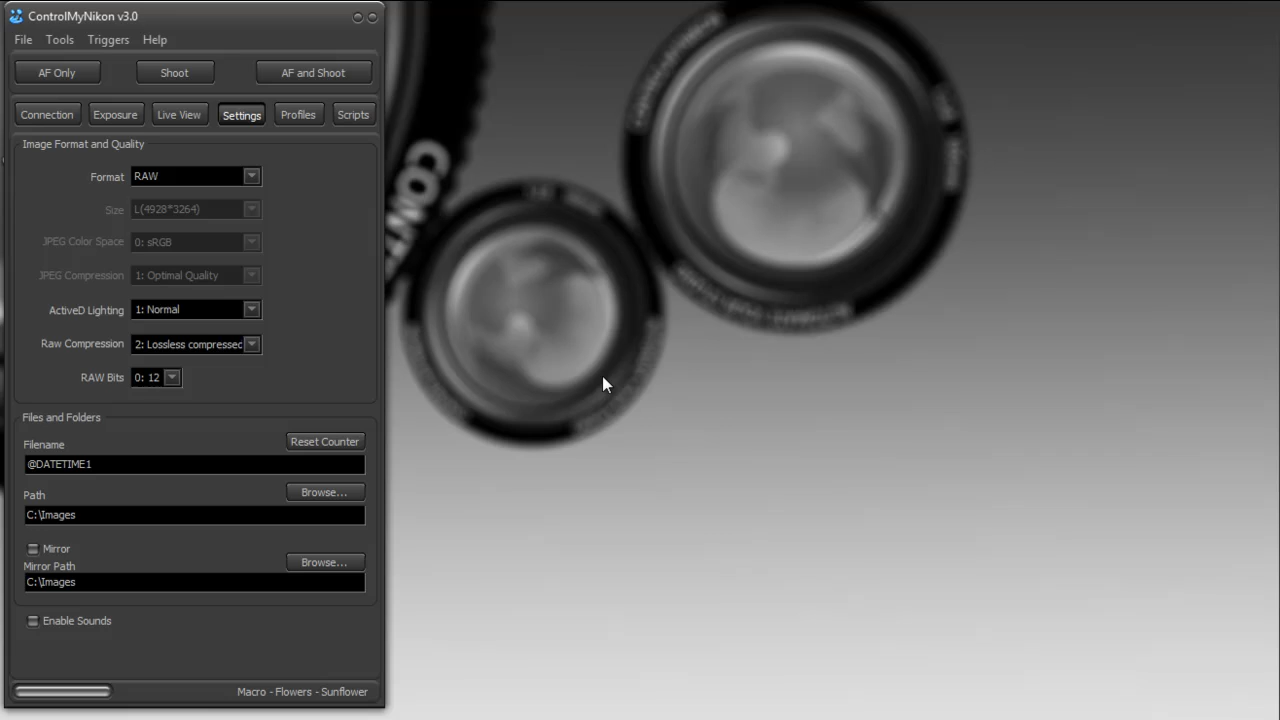 ControlMyNikon v3.0
File Tools Triggers Help
AF Only Shoot AF and Shoot
Connection Exposure Live View Settings Profiles Scripts
Image Format and Quality
Format RAW
Size L(4928*3264)
JPEG Color Space 0: sRGB
JPEG Compression 1: Optimal Quality
ActiveD Lighting 1: Normal
Raw Compression 2: Lossless compressed
RAW Bits 0: 12
Files and Folders
Filename Reset Counter
@DATETIME1
Path Browse...
C:\Images
Mirror
Mirror Path Browse...
C:\Images
Enable Sounds
Macro - Flowers - Sunflower
CONT